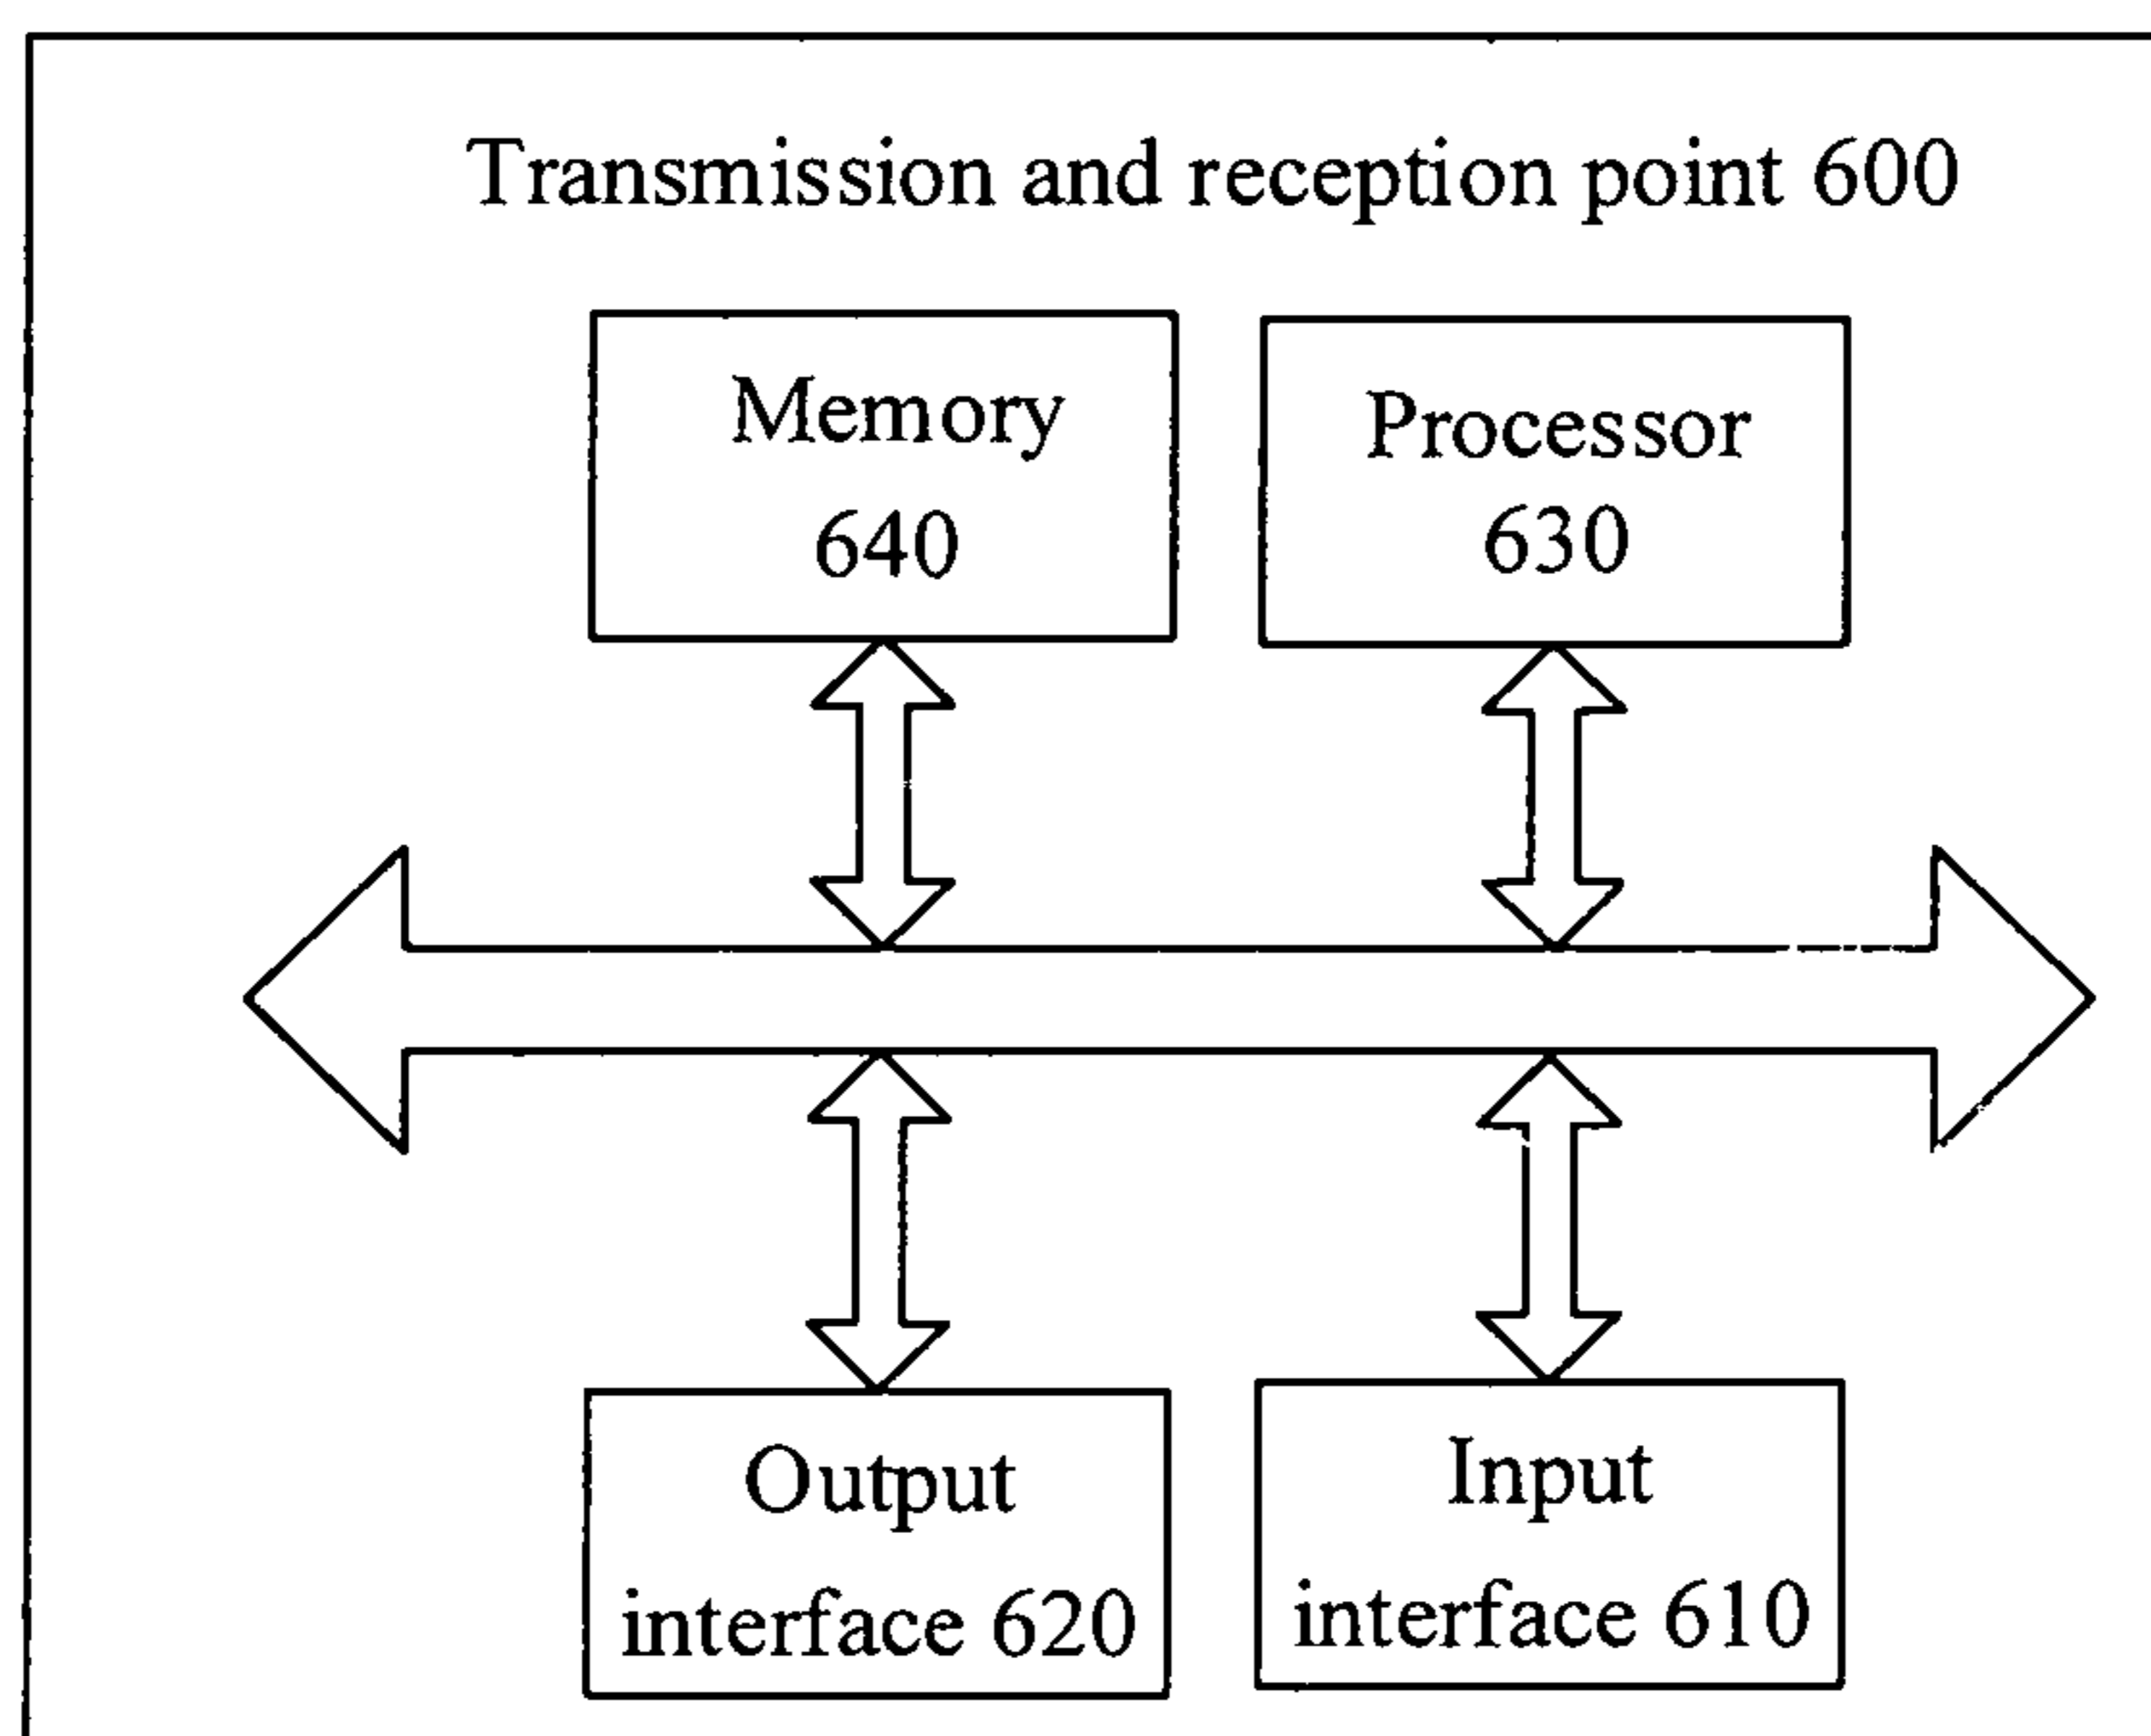 Transmission and reception point 600
Memory
640
Processor
630
Output
interface 620
Input
interface 610